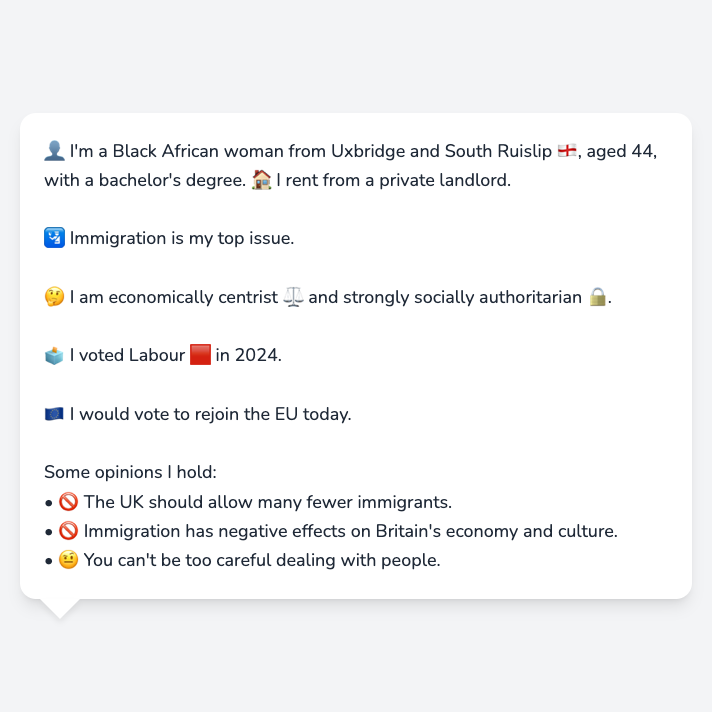 👤 I'm a Black African woman from Uxbridge and South Ruislip 🏴󠁧󠁢󠁥󠁮󠁧󠁿, aged 44,
with a bachelor's degree. 🏠 I rent from a private landlord.
🛂 Immigration is my top issue.
🤔 I am economically centrist ⚖️ and strongly socially authoritarian 🔒.
🗳️ I voted Labour 🟥 in 2024.
🇪🇺 I would vote to rejoin the EU today.
Some opinions I hold:
• 🚫 The UK should allow many fewer immigrants.
• 🚫 Immigration has negative effects on Britain's economy and culture.
• 🤨 You can't be too careful dealing with people.